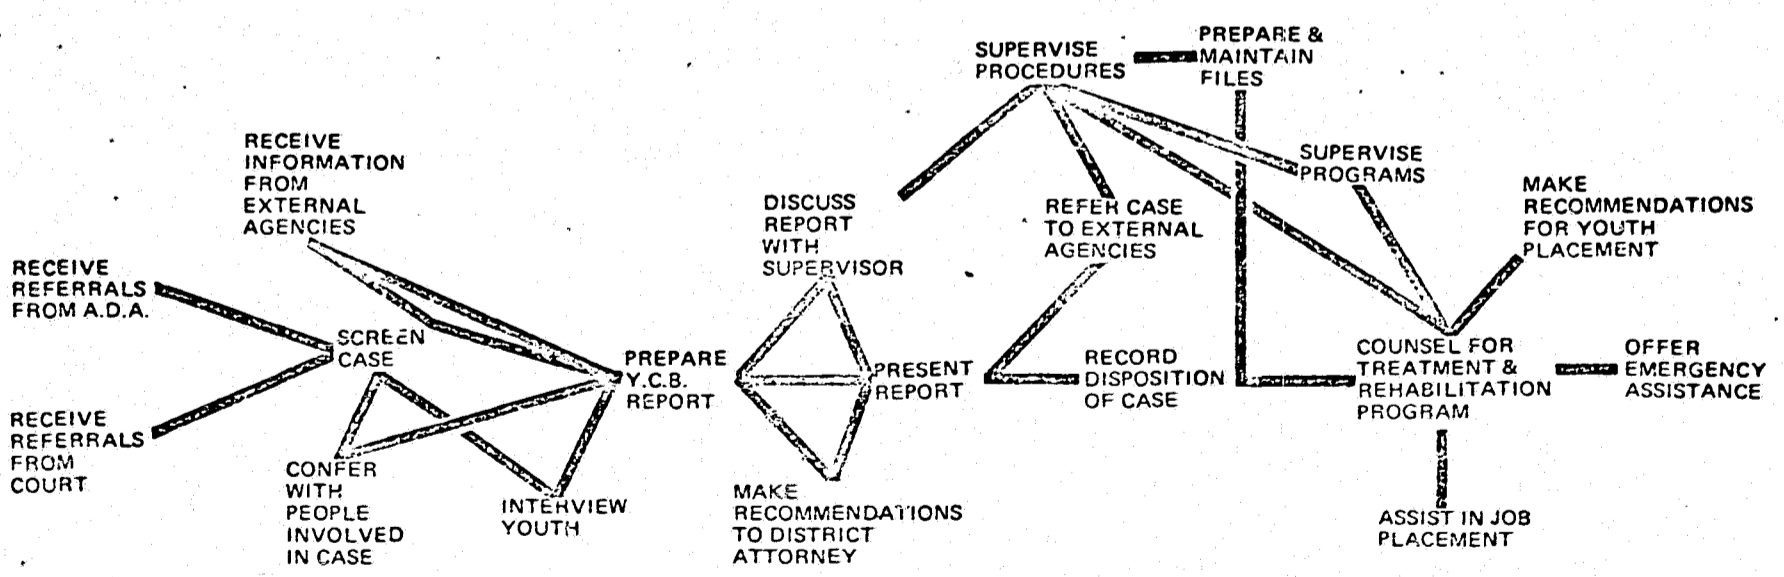 RECEIVE
REFERRALS
FROM A.D.A.
RECEIVE
REFERRALS
FROM
COURT
RECEIVE
INFORMATION
FROM
EXTERNAL
AGENCIES
SCREEN
CASE
CONFER
WITH
PEOPLE
INVOLVED
IN CASE
INTERVIEW
YOUTH
PREPARE
Y.C.B.
REPORT
DISCUSS
REPORT
WITH
SUPERVISOR
MAKE
RECOMMENDATIONS
TO DISTRICT
ATTORNEY
PRESENT
REPORT
SUPERVISE
PROCEDURES
PREPARE &
MAINTAIN
FILES
REFER CASE
TO EXTERNAL
AGENCIES
RECORD
DISPOSITION
OF CASE
SUPERVISE
PROGRAMS
MAKE
RECOMMENDATIONS
FOR YOUTH
PLACEMENT
COUNSEL FOR
TREATMENT &
REHABILITATION
PROGRAM
OFFER
EMERGENCY
ASSISTANCE
ASSIST IN JOB
PLACEMENT